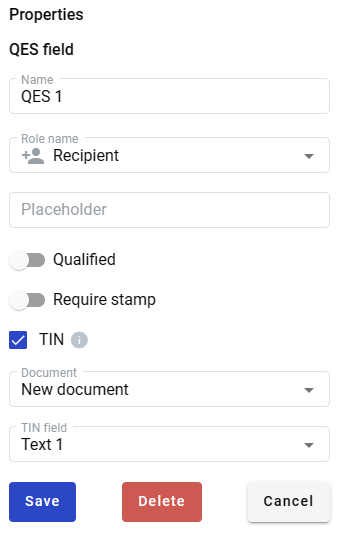 Properties
QES field
Name
QES 1
Role name
Recipient
Placeholder
Qualified
Require stamp
TIN
Document
New document
TIN field
Text 1
Save Delete Cancel